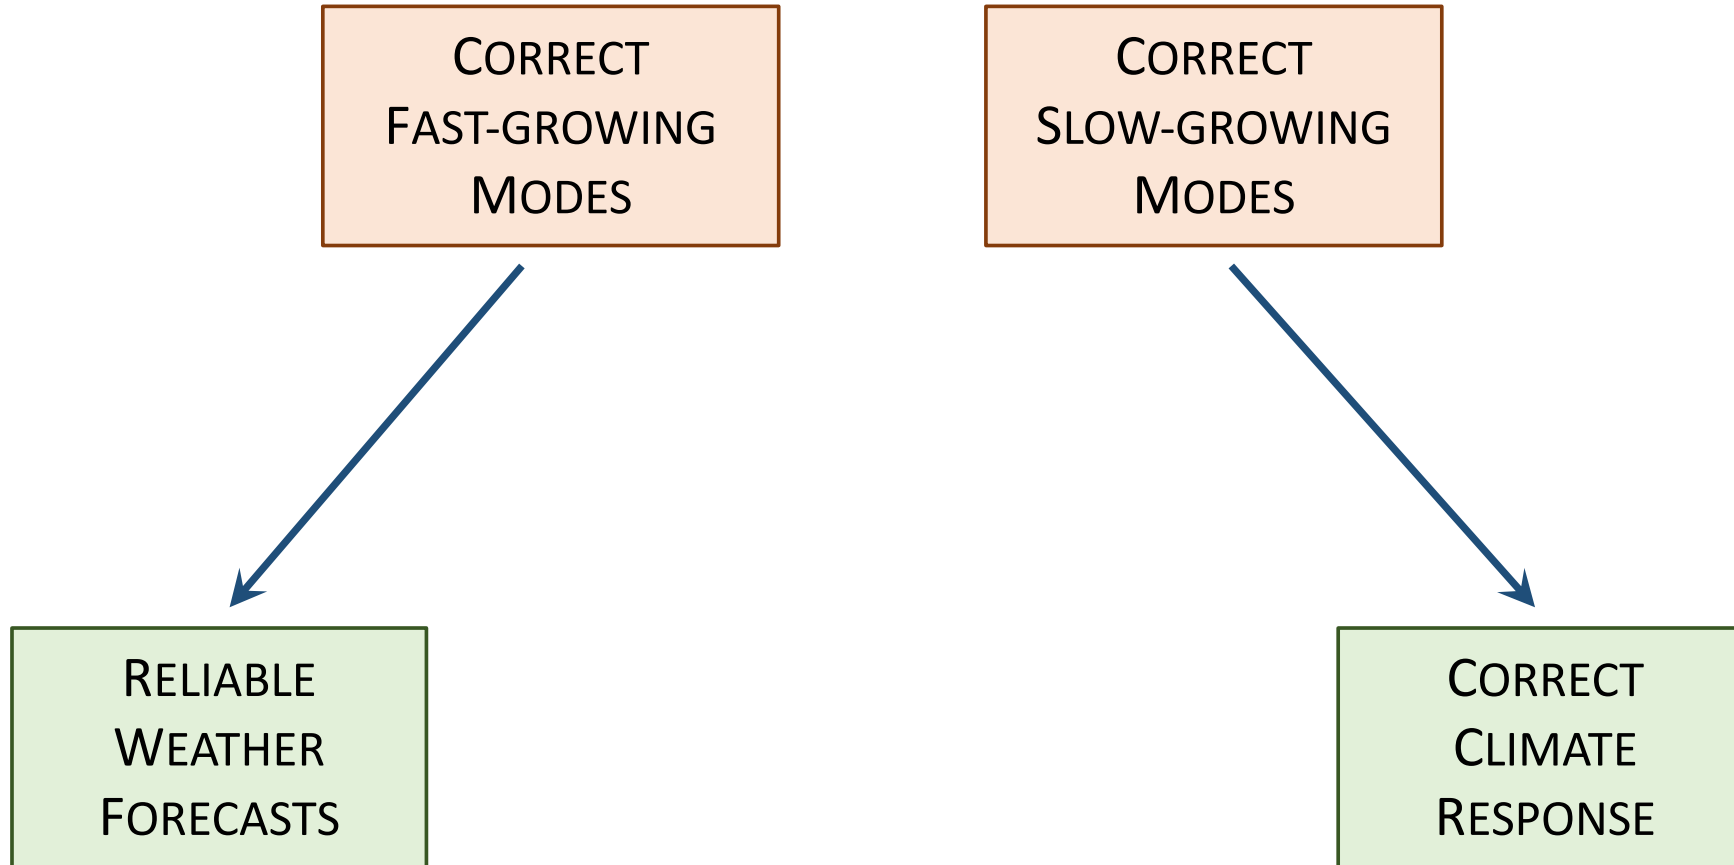 CORRECT
FAST-GROWING
MODES
CORRECT
SLOW-GROWING
MODES
RELIABLE
WEATHER
FORECASTS
CORRECT
CLIMATE
RESPONSE